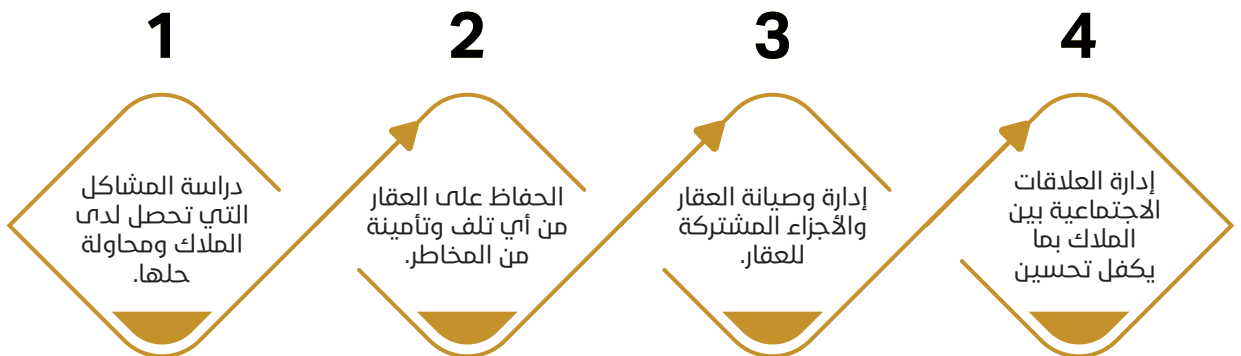 1
دراسة المشاكل
التي تحصل لدى
الملاك ومحاولة
حلها.
2
الحفاظ على العقار
من أي تلف وتأمينة
من المخاطر.
3
إدارة وصيانة العقار
والأجزاء المشتركة
للعقار.
4
إدارة العلاقات
الاجتماعية بين
الملاك بما
يكفل تحسين